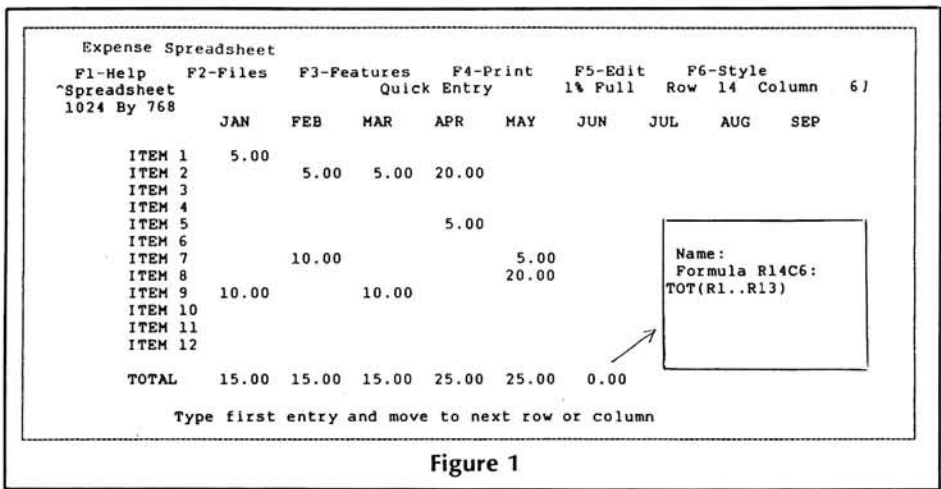 Expense Spreadsheet
F1-Help F2-Files F3-Features F4-Print F5-Edit F6-Style
^Spreadsheet Quick Entry 1% Full Row 14 Column 6]
1024 By 768
JAN FEB MAR APR MAY JUN JUL AUG SEP
ITEM 1 5.00
ITEM 2 5.00 5.00 20.00
ITEM 3
ITEM 4
ITEM 5 5.00
ITEM 6
ITEM 7 10.00 5.00
ITEM 8 20.00
ITEM 9 10.00 10.00
ITEM 10
ITEM 11
ITEM 12
TOTAL 15.00 15.00 15.00 25.00 25.00 0.00
Name:
Formula R14C6:
TOT(R1..R13)
Type first entry and move to next row or column
Figure 1